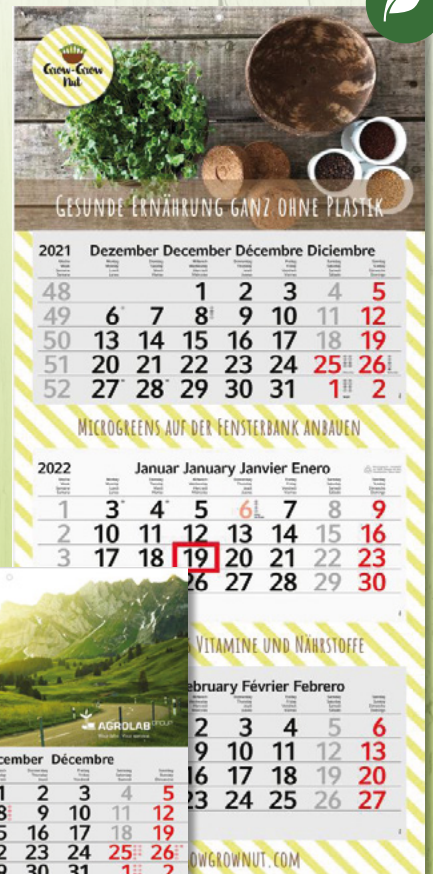 Grow-Grow
Nut
GESUNDE ERNÄHRUNG GANZ OHNE PLASTIK
2021 Dezember December Décembre Diciembre
48 1 2 3 4 5
49 6 7 8 9 10 11 12
50 13 14 15 16 17 18 19
51 20 21 22 23 24 25 26
52 27 28 29 30 31 1 2
MICROGREENS AUF DER FENSTERBANK ANBAUEN
2022 Januar January Janvier Enero
1 3 4 5 6 7 8 9
2 10 11 12 13 14 15 16
3 17 18 19 20 21 22 23
26 27 28 29 30
VITAMINE UND NÄHRSTOFFE
ebruary Février Febrero
2 3 4 5 6
9 10 11 12 13
16 17 18 19 20
23 24 25 26 27
OWGROWNUT.COM
AGROLAB GROUP
Your labs. Your service.
cember Décembre
1 2 3 4 5
8 9 10 11 12
5 16 17 18 19
2 23 24 25 26
9 30 31 1 2